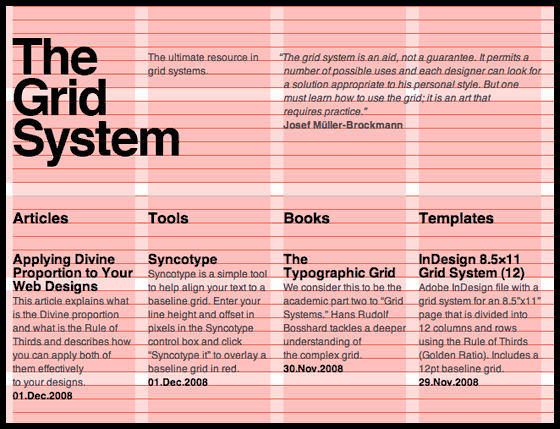 The
Grid
System
The ultimate resource in
grid systems.
“The grid system is an aid, not a guarantee. It permits a
number of possible uses and each designer can look for
a solution appropriate to his personal style. But one
must learn how to use the grid; it is an art that
requires practice.”
Josef Müller-Brockmann
Articles
Tools
Books
Templates
Applying Divine
Proportion to Your
Web Designs
This article explains what
is the Divine proportion
and what is the Rule of
Thirds and describes how
you can apply both of
them effectively
to your designs.
01.Dec.2008
Syncotype
Syncotype is a simple tool
to help align your text to a
baseline grid. Enter your
line height and offset in
pixels in the Syncotype
control box and click
“Syncotype it” to overlay a
baseline grid in red.
01.Dec.2008
The
Typographic Grid
We consider this to be the
academic part two to “Grid
Systems.” Hans Rudolf
Bosshard tackles a deeper
understanding of
the complex grid.
30.Nov.2008
InDesign 8.5×11
Grid System (12)
Adobe InDesign file with a
grid system for an 8.5”x11”
page that is divided into
12 columns and rows
using the Rule of Thirds
(Golden Ratio). Includes a
12pt baseline grid.
29.Nov.2008